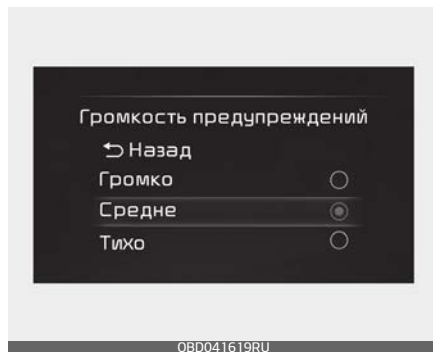 Громкость предупреждений
Назад
Громко
Средне
Тихо
OBD041619RU